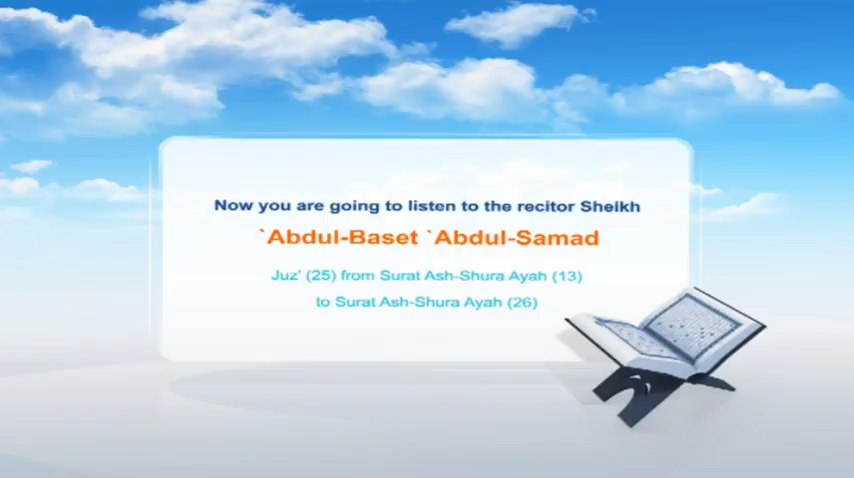 Now you are going to listen to the recitor Sheikh
`Abdul-Baset `Abdul-Samad
Juz' (25) from Surat Ash-Shura Ayah (13)
to Surat Ash-Shura Ayah (26)